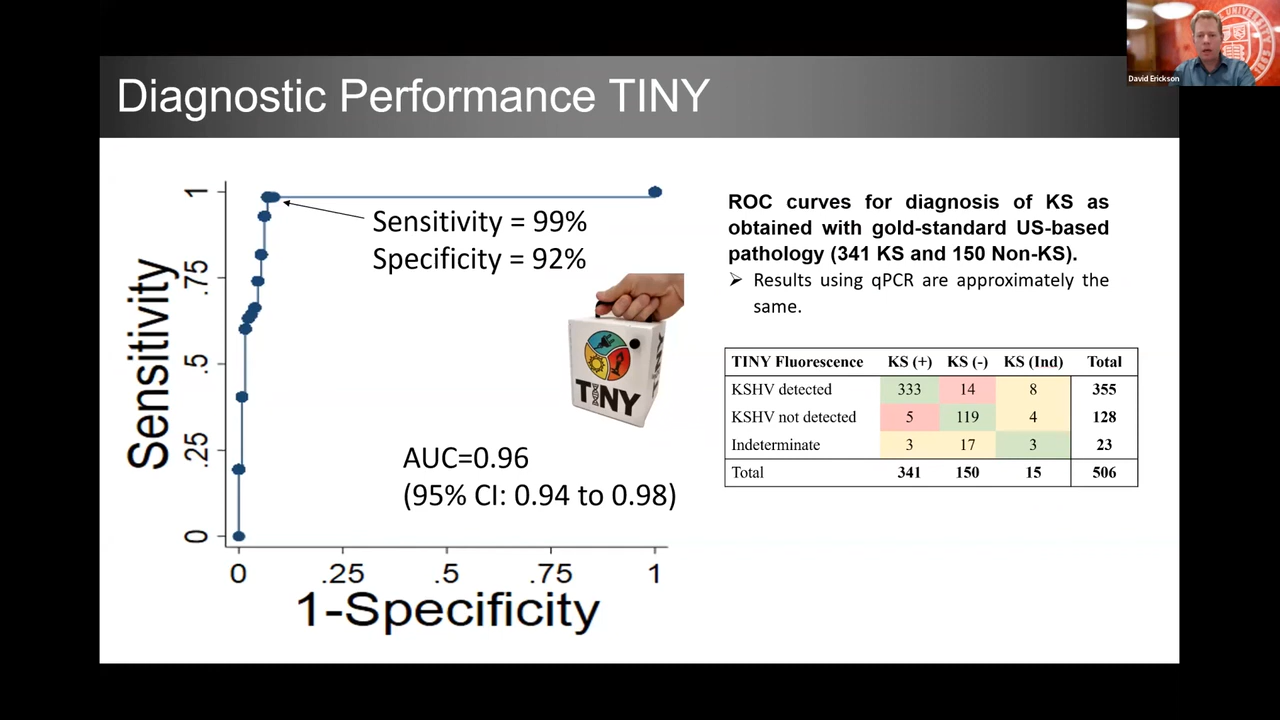 David Erickson
Diagnostic Performance TINY
Sensitivity
1
.75
.5
.25
0
0 .25 .5 .75 1
1-Specificity
Sensitivity = 99%
Specificity = 92%
TINY
TINY
AUC=0.96
(95% CI: 0.94 to 0.98)
ROC curves for diagnosis of KS as
obtained with gold-standard US-based
pathology (341 KS and 150 Non-KS).
Results using qPCR are approximately the
same.
TINY Fluorescence KS (+) KS (-) KS (Ind) Total
KSHV detected 333 14 8 355
KSHV not detected 5 119 4 128
Indeterminate 3 17 3 23
Total 341 150 15 506